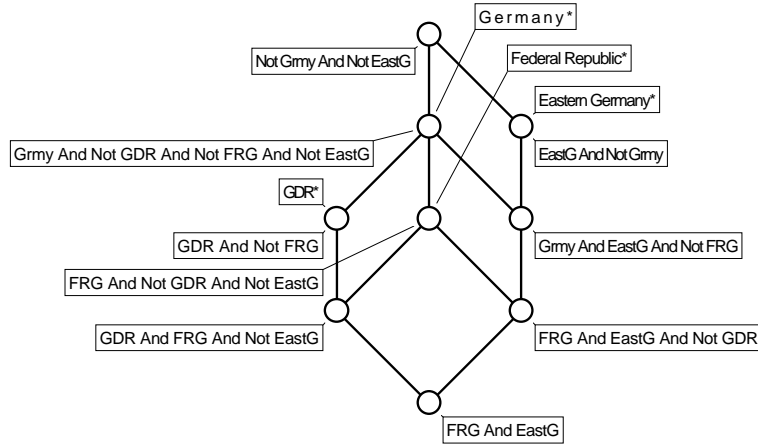 Germany*
Not Grmy And Not EastG
Federal Republic*
Eastern Germany*
Grmy And Not GDR And Not FRG And Not EastG
EastG And Not Grmy
GDR*
GDR And Not FRG
Grmy And EastG And Not FRG
FRG And Not GDR And Not EastG
GDR And FRG And Not EastG
FRG And EastG And Not GDR
FRG And EastG